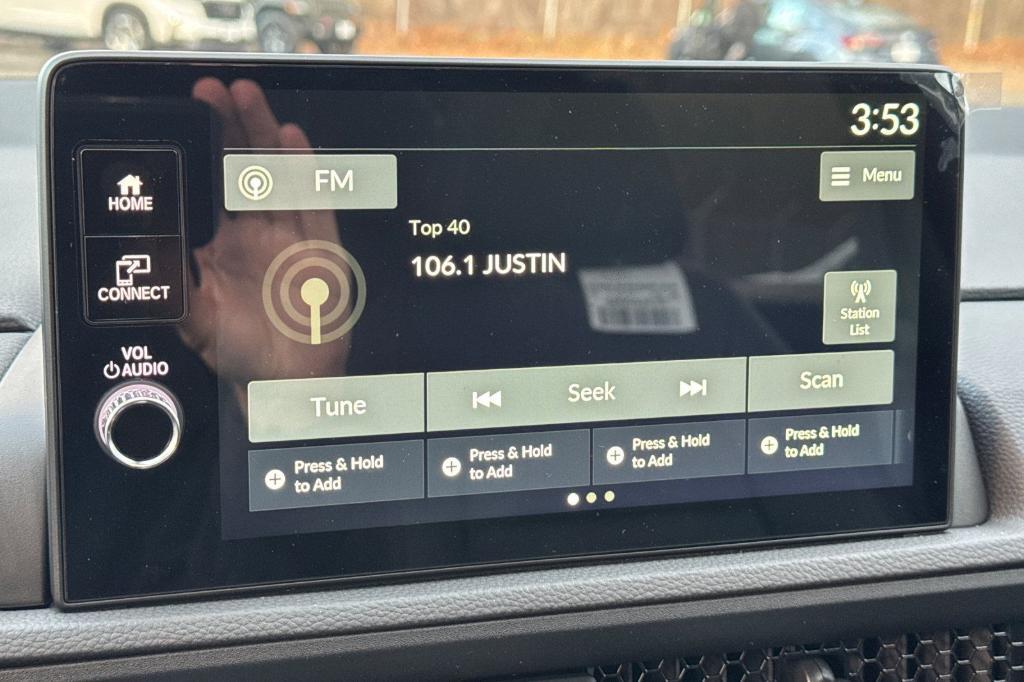 3:53
HOME
FM
Menu
Top 40
106.1 JUSTIN
CONNECT
Station
List
VOL
AUDIO
Tune
Seek
Scan
Press & Hold
to Add
Press & Hold
to Add
Press & Hold
to Add
Press & Hold
to Add